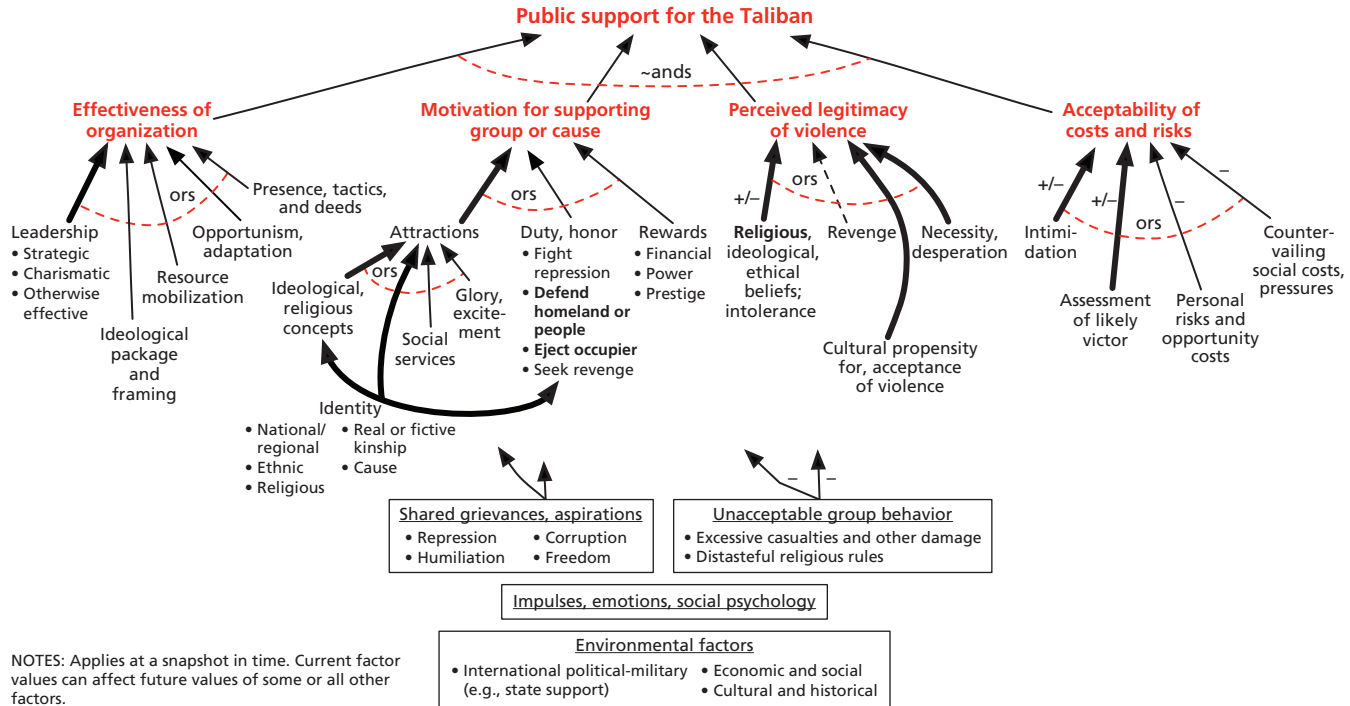 Public support for the Taliban
~ands
Effectiveness of
organization
Motivation for supporting
group or cause
Perceived legitimacy
of violence
Acceptability of
costs and risks
ors
Presence, tactics,
and deeds
Leadership
• Strategic
• Charismatic
• Otherwise
effective
Opportunism,
adaptation
Resource
mobilization
Ideological
package
and
framing
ors
Attractions
ors
Ideological,
religious
concepts
Social
services
Glory,
excite-
ment
Duty, honor
• Fight
repression
• Defend
homeland or
people
• Eject occupier
• Seek revenge
Rewards
• Financial
• Power
• Prestige
Identity
• National/
regional
• Ethnic
• Religious
• Real or fictive
kinship
• Cause
+/–
ors
Religious,
ideological,
ethical
beliefs;
intolerance
Revenge
Necessity,
desperation
Cultural propensity
for, acceptance
of violence
+/–
+/–
–
–
ors
Intimi-
dation
Assessment
of likely
victor
Personal
risks and
opportunity
costs
Counter-
vailing
social costs,
pressures
–
–
Shared grievances, aspirations
• Repression
• Humiliation
• Corruption
• Freedom
Unacceptable group behavior
• Excessive casualties and other damage
• Distasteful religious rules
Impulses, emotions, social psychology
Environmental factors
• International political-military
(e.g., state support)
• Economic and social
• Cultural and historical
NOTES: Applies at a snapshot in time. Current factor
values can affect future values of some or all other
factors.